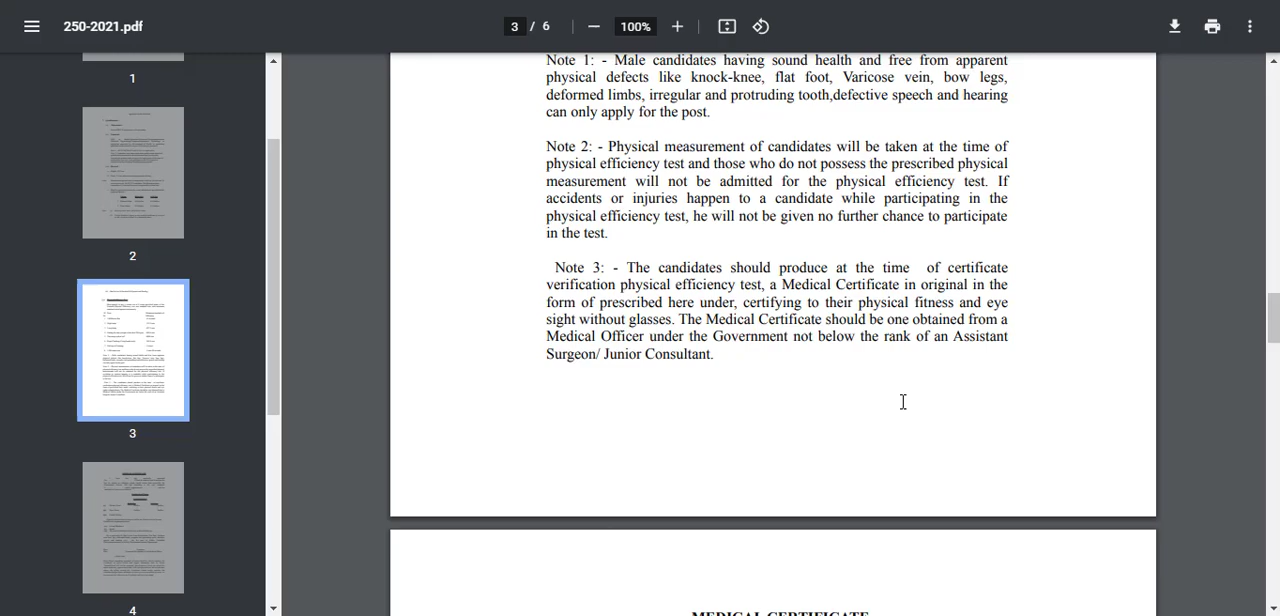 250-2021.pdf
3 / 6
100%
1
2
3
4
Note 1: - Male candidates having sound health and free from apparent
physical defects like knock-knee, flat foot, Varicose vein, bow legs,
deformed limbs, irregular and protruding tooth,defective speech and hearing
can only apply for the post.
Note 2: - Physical measurement of candidates will be taken at the time of
physical efficiency test and those who do not possess the prescribed physical
measurement will not be admitted for the physical efficiency test. If
accidents or injuries happen to a candidate while participating in the
physical efficiency test, he will not be given no further chance to participate
in the test.
Note 3: - The candidates should produce at the time of certificate
verification physical efficiency test, a Medical Certificate in original in the
form of prescribed here under, certifying to their physical fitness and eye
sight without glasses. The Medical Certificate should be one obtained from a
Medical Officer under the Government not below the rank of an Assistant
Surgeon/ Junior Consultant.
MEDICAL CERTIFICATE